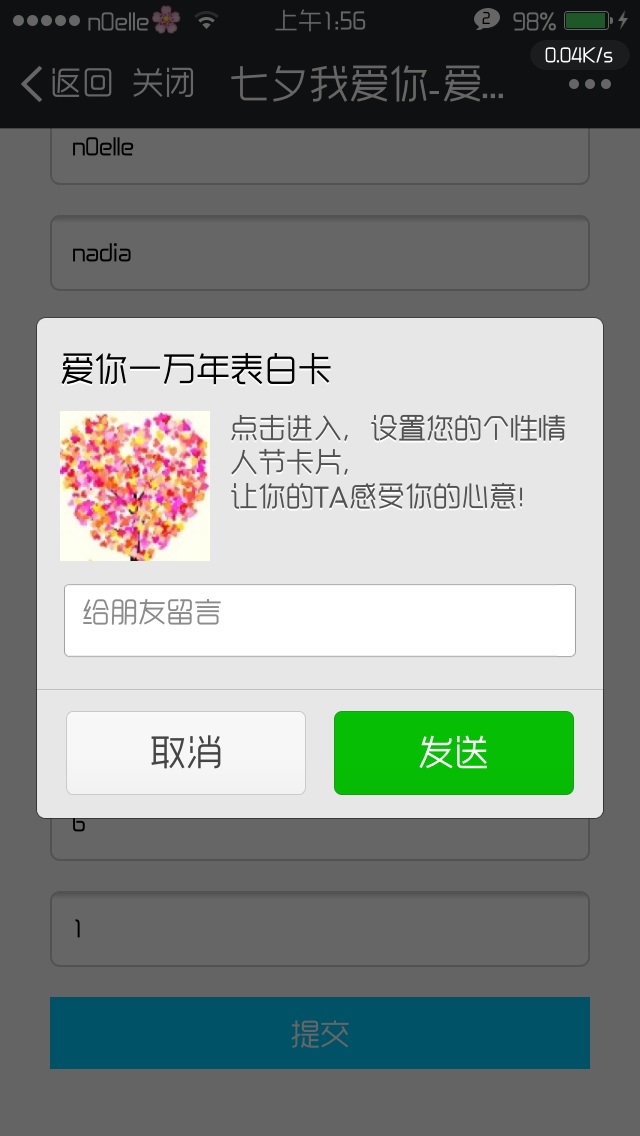 n0elle🌸 上午1:56 2 98%
0.04K/s
返回 关闭 七夕我爱你-爱...
n0elle
nadia
爱你一万年表白卡
点击进入，设置您的个性情
人节卡片,
让你的TA感受你的心意!
给朋友留言
取消 发送
6
1
提交